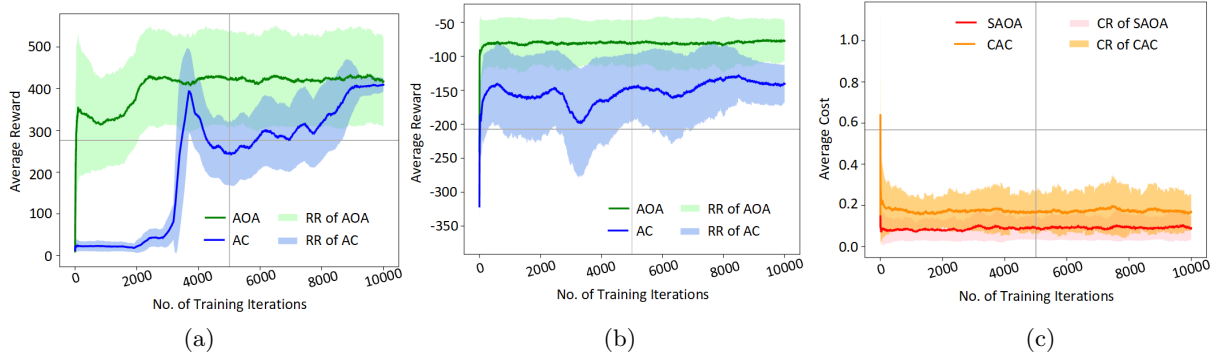 500
400
300
200
100
0
Average Reward
AOA
AC
RR of AOA
RR of AC
0
2000
4000
6000
8000
10000
No. of Training Iterations
(a)
-50
-100
-150
-200
-250
-300
-350
Average Reward
AOA
AC
RR of AOA
RR of AC
0
2000
4000
6000
8000
10000
No. of Training Iterations
(b)
1.0
0.8
0.6
0.4
0.2
0.0
Average Cost
SAOA
CAC
CR of SAOA
CR of CAC
0
2000
4000
6000
8000
10000
No. of Training Iterations
(c)